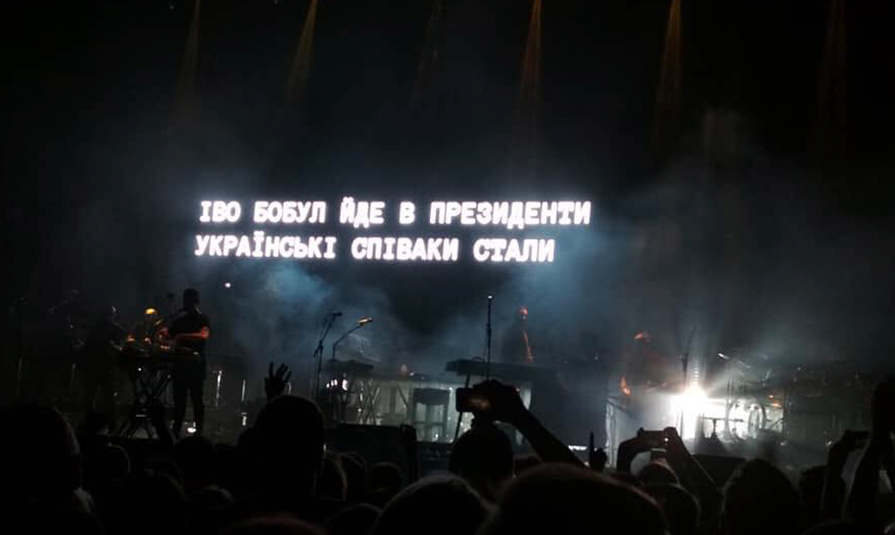 ІВО БОБУЛ ЙДЕ В ПРЕЗИДЕНТИ
УКРАЇНСЬКІ СПІВАКИ СТАЛИ